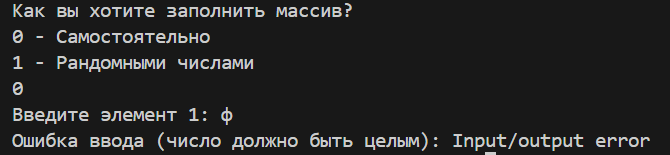 Как вы хотите заполнить массив?
0 - Самостоятельно
1 - Рандомными числами
0
Введите элемент 1: ф
Ошибка ввода (число должно быть целым): Input/output error